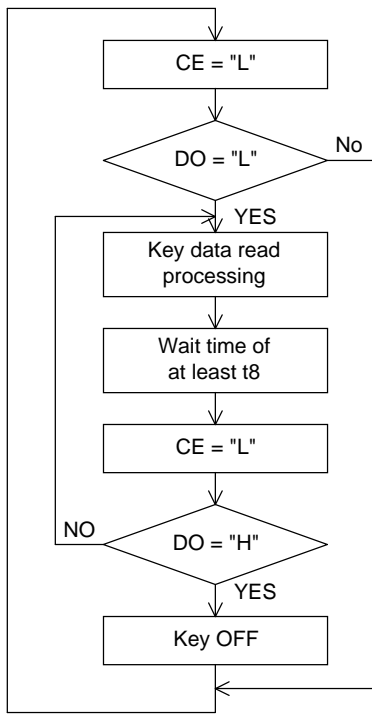 CE = "L"
DO = "L"
No
YES
Key data read
processing
Wait time of
at least t8
CE = "L"
NO
DO = "H"
YES
Key OFF